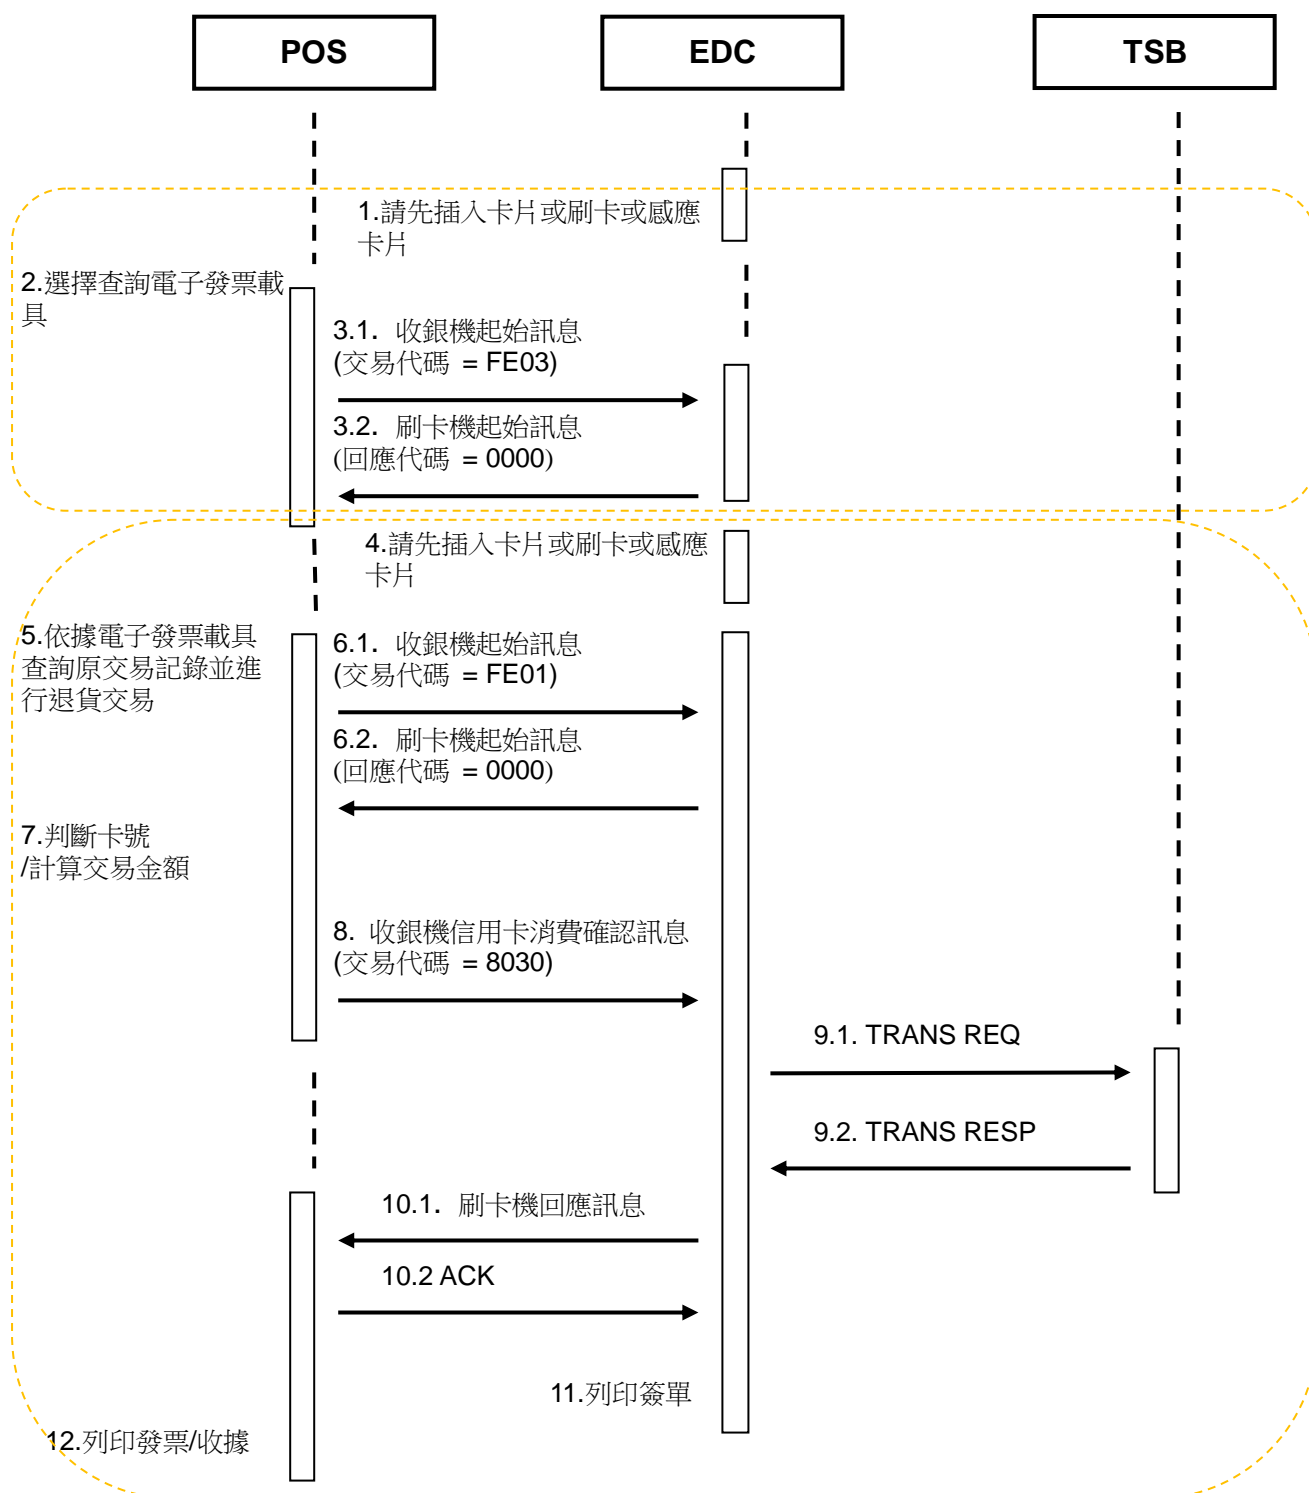 POS
EDC
TSB
1.請先插入卡片或刷卡或感應
卡片
2.選擇查詢電子發票載
具
3.1. 收銀機起始訊息
(交易代碼 = FE03)
3.2. 刷卡機起始訊息
(回應代碼 = 0000)
4.請先插入卡片或刷卡或感應
卡片
5.依據電子發票載具
查詢原交易記錄並進
行退貨交易
6.1. 收銀機起始訊息
(交易代碼 = FE01)
6.2. 刷卡機起始訊息
(回應代碼 = 0000)
7.判斷卡號
/計算交易金額
8. 收銀機信用卡消費確認訊息
(交易代碼 = 8030)
9.1. TRANS REQ
9.2. TRANS RESP
10.1. 刷卡機回應訊息
10.2 ACK
11.列印簽單
12.列印發票/收據